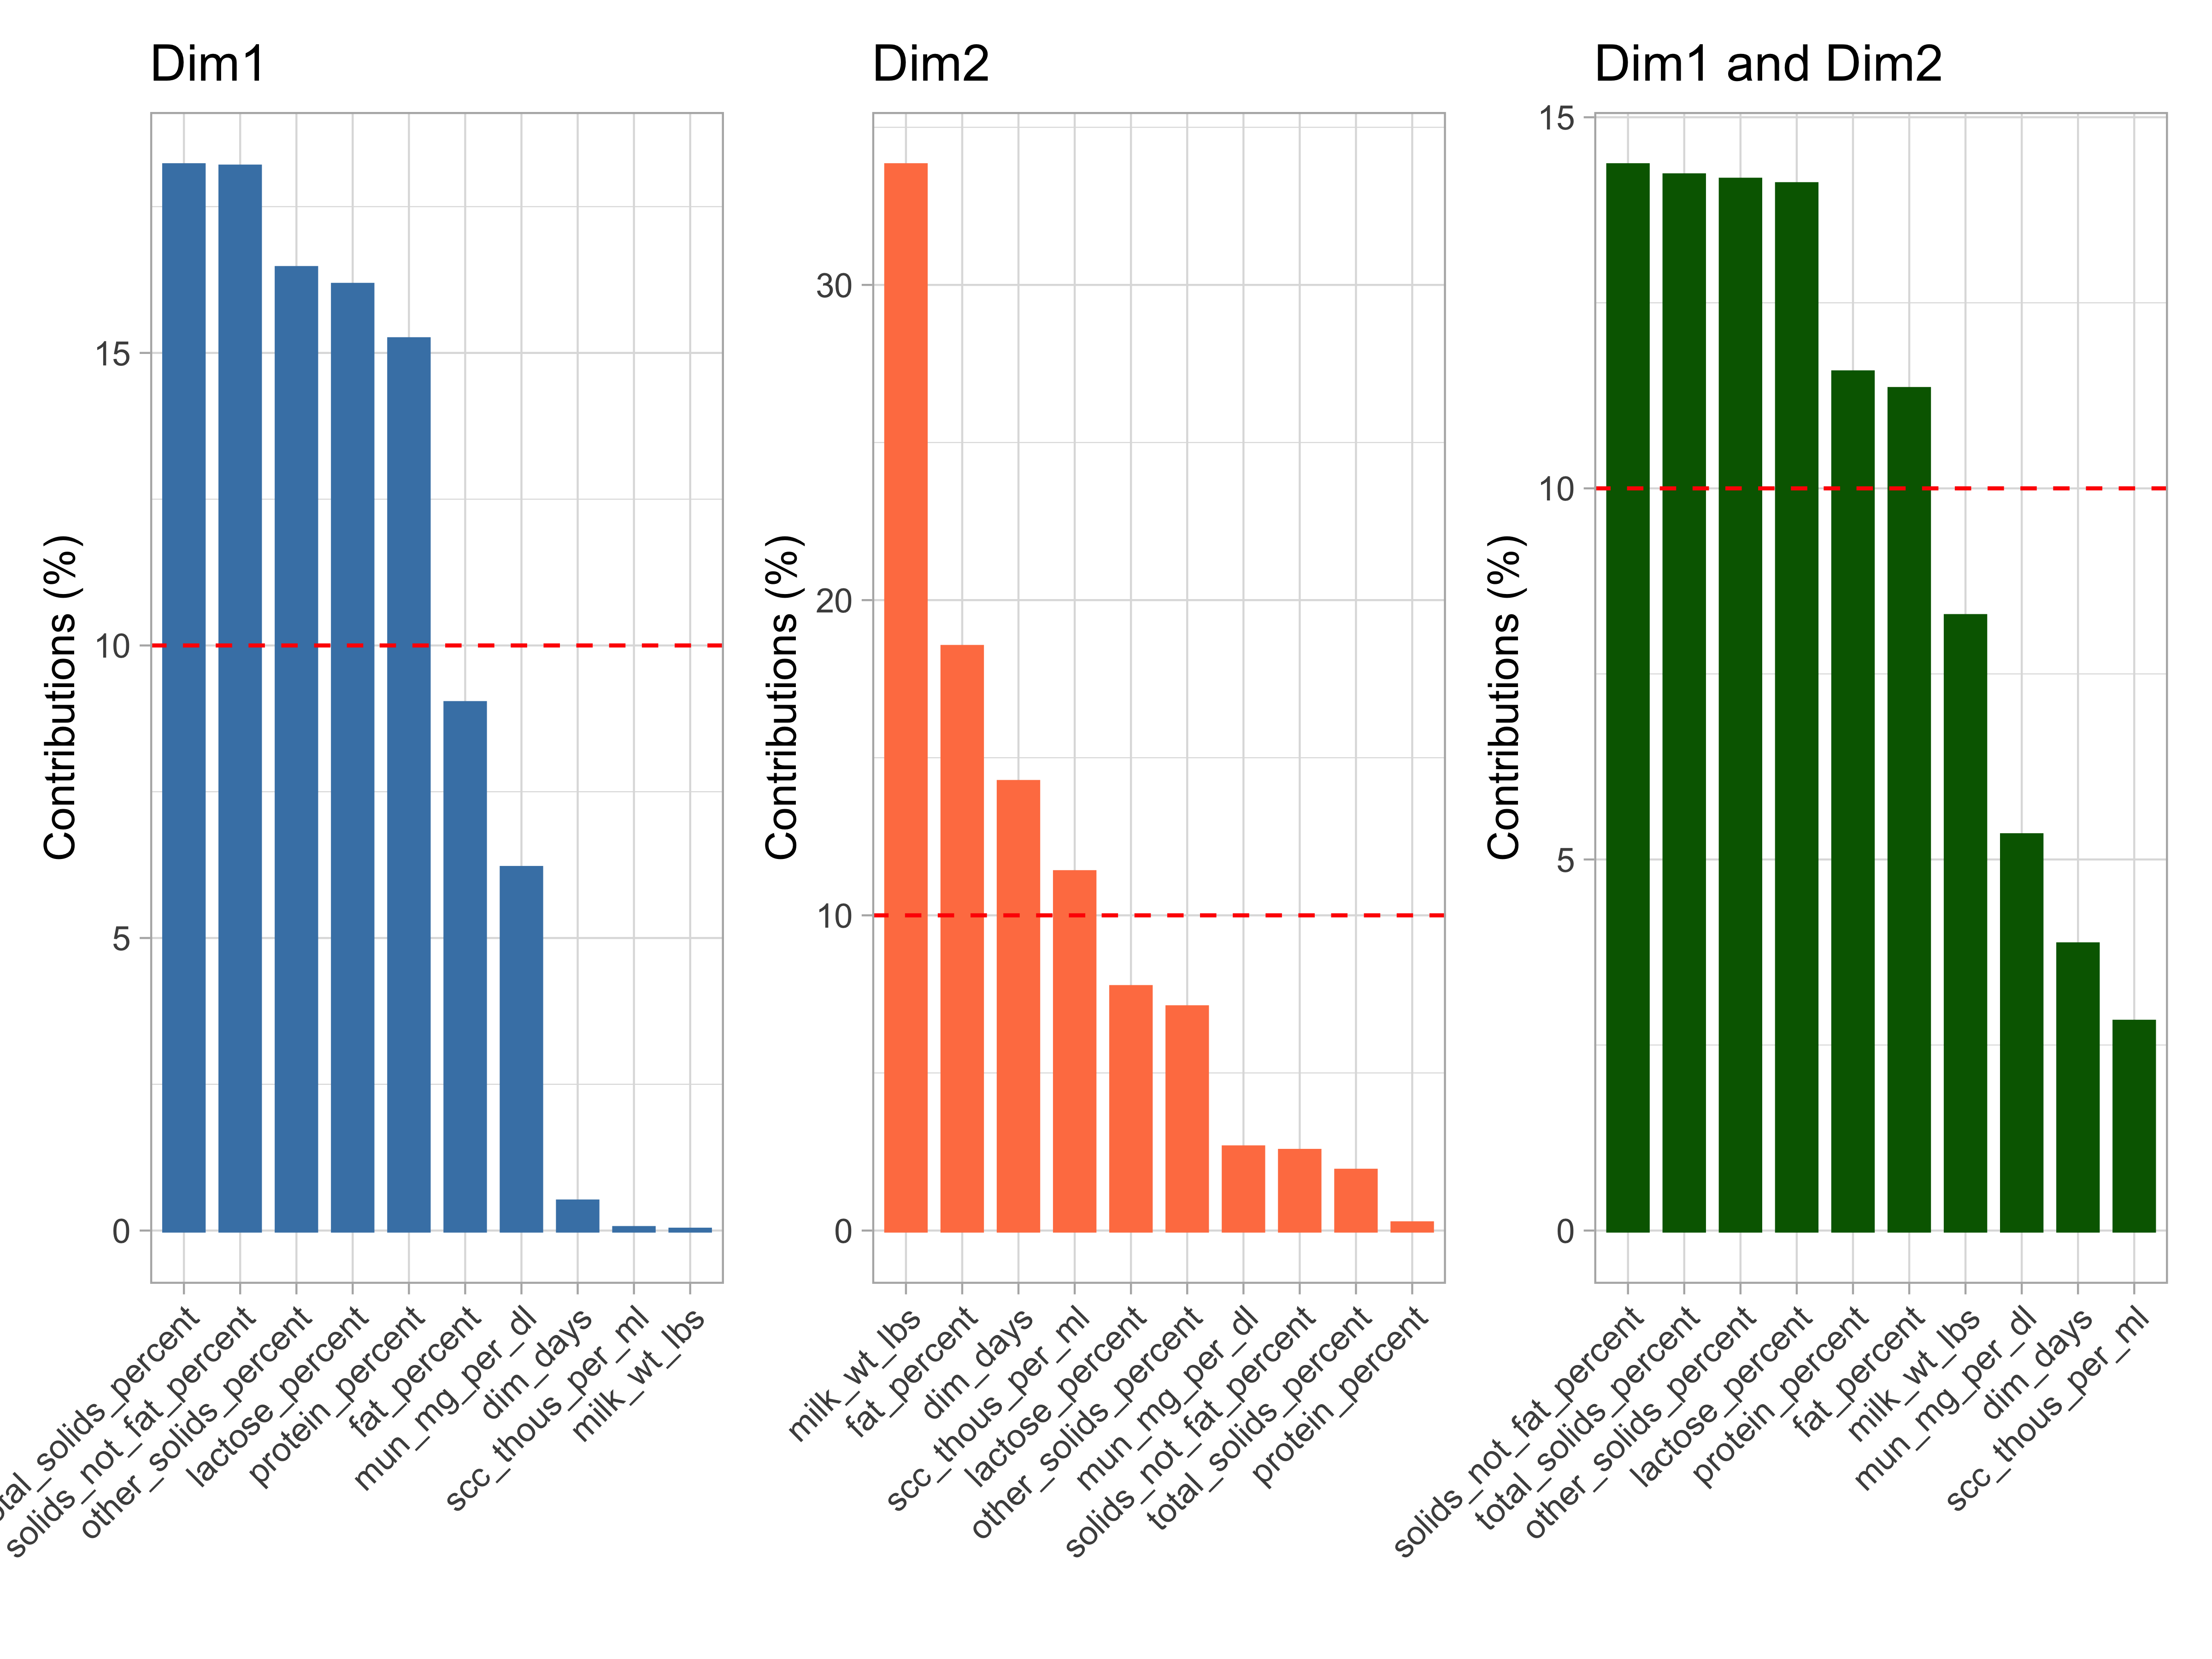 Dim1
Contributions (%)
15
10
5
0
otal_solids_percent
solids_not_fat_percent
other_solids_percent
lactose_percent
protein_percent
fat_percent
mun_mg_per_dl
dim_days
scc_thous_per_ml
milk_wt_lbs
Dim2
Contributions (%)
30
20
10
0
milk_wt_lbs
fat_percent
dim_days
scc_thous_per_ml
lactose_percent
other_solids_percent
mun_mg_per_dl
solids_not_fat_percent
total_solids_percent
protein_percent
Dim1 and Dim2
Contributions (%)
15
10
5
0
solids_not_fat_percent
total_solids_percent
other_solids_percent
lactose_percent
protein_percent
fat_percent
milk_wt_lbs
mun_mg_per_dl
dim_days
scc_thous_per_ml